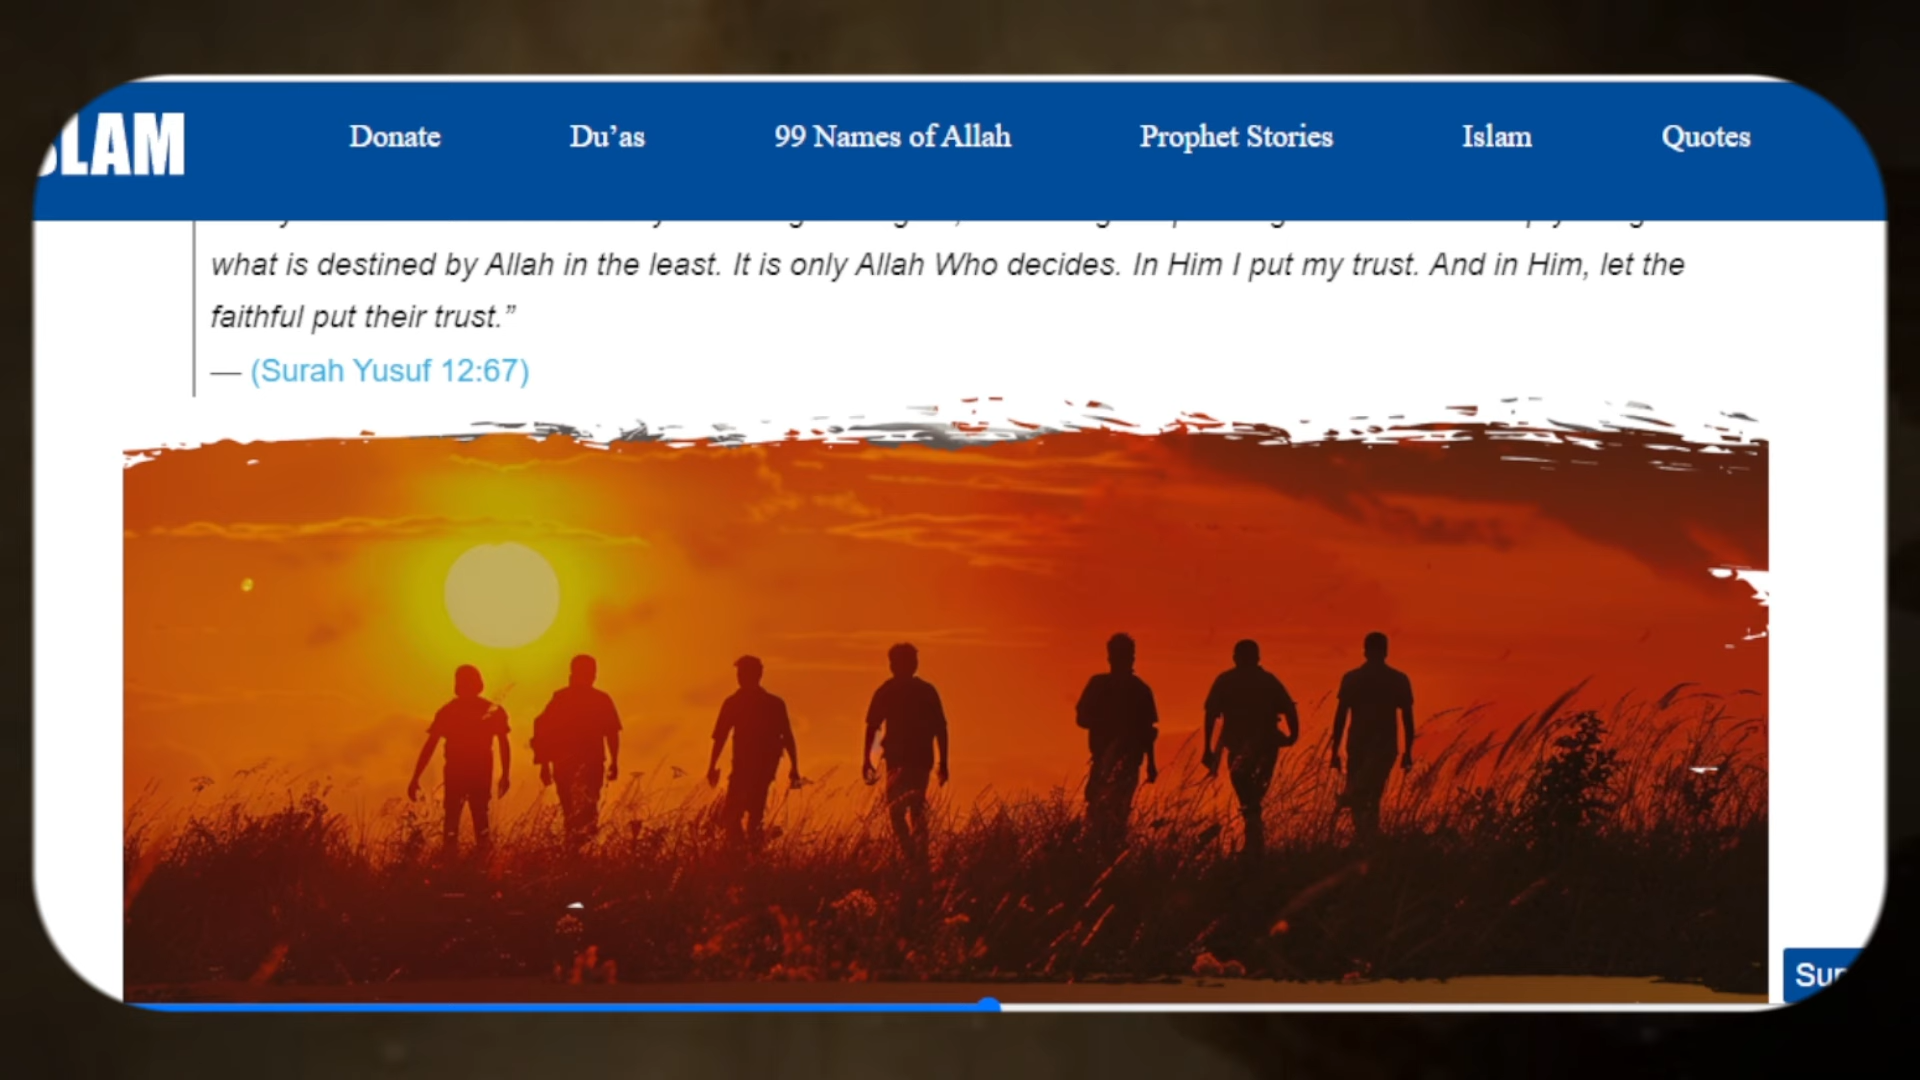 SLAM
Donate
Du’as
99 Names of Allah
Prophet Stories
Islam
Quotes
what is destined by Allah in the least. It is only Allah Who decides. In Him I put my trust. And in Him, let the
faithful put their trust.”
— (Surah Yusuf 12:67)